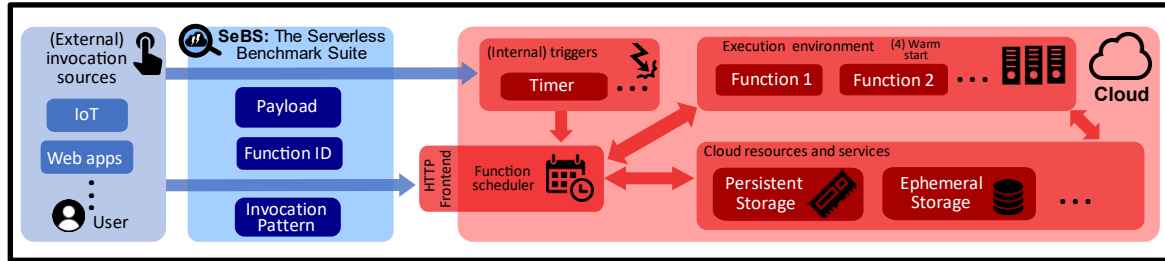 (External)
invocation
sources
IoT
Web apps
User
SeBS: The Serverless
Benchmark Suite
Payload
Function ID
Invocation
Pattern
(Internal) triggers
Timer
...
HTTP
Frontend
Function
scheduler
Execution environment
(4) Warm
start
Function 1
Function 2
...
Cloud
Cloud resources and services
Persistent
Storage
Ephemeral
Storage
...